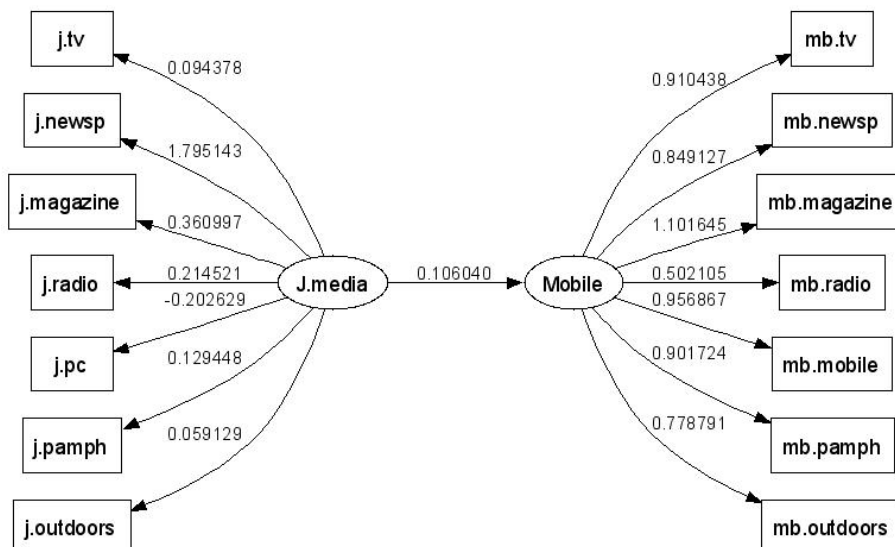 j.tv
mb.tv
0.094378
0.910438
j.newsp
mb.newsp
1.795143
0.849127
j.magazine
mb.magazine
0.360997
1.101645
j.radio
0.214521
J.media
0.106040
Mobile
0.502105
mb.radio
-0.202629
0.956867
j.pc
mb.mobile
0.129448
0.901724
j.pamph
mb.pamph
0.059129
0.778791
j.outdoors
mb.outdoors